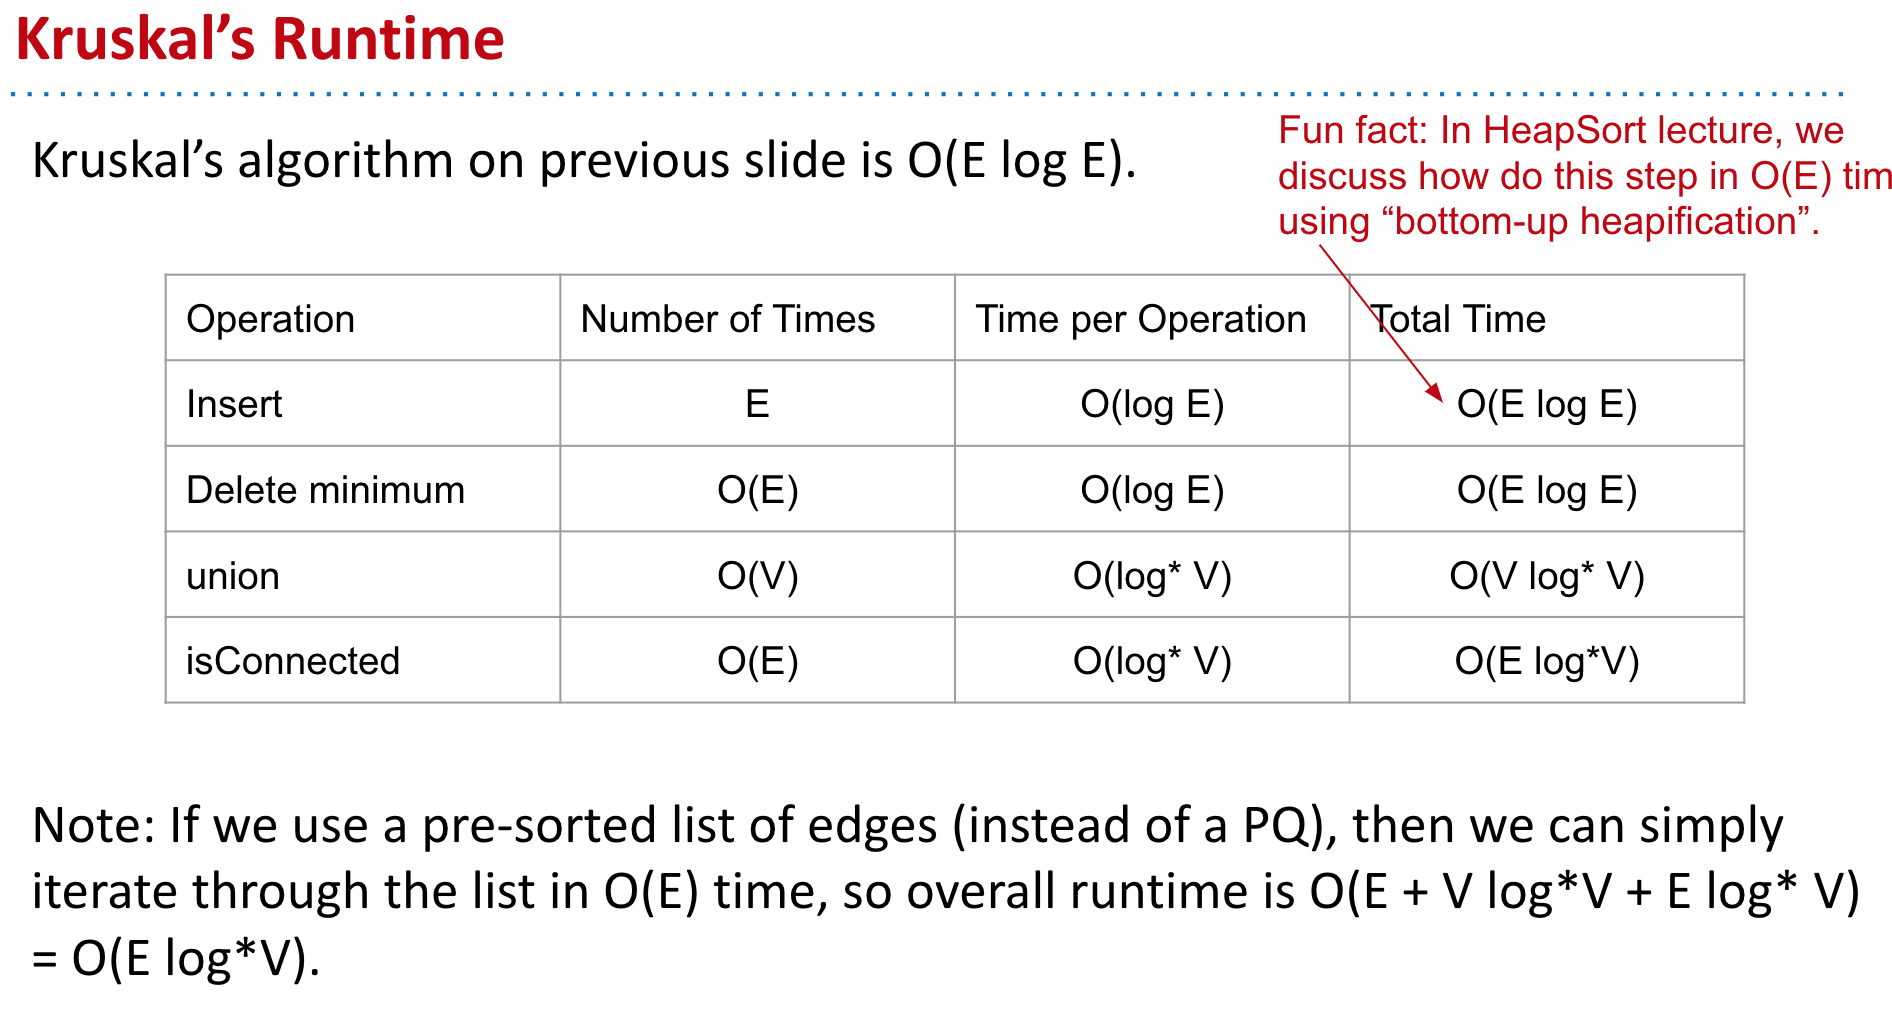 Kruskal's Runtime
Kruskal's algorithm on previous slide is O(E log E).
Fun fact: In HeapSort lecture, we
discuss how do this step in O(E) tim
using “bottom-up heapification”.
Operation Number of Times Time per Operation Total Time
Insert E O(log E) O(E log E)
Delete minimum O(E) O(log E) O(E log E)
union O(V) O(log* V) O(V log* V)
isConnected O(E) O(log* V) O(E log*V)
Note: If we use a pre-sorted list of edges (instead of a PQ), then we can simply
iterate through the list in O(E) time, so overall runtime is O(E + V log*V + E log* V)
= O(E log*V).